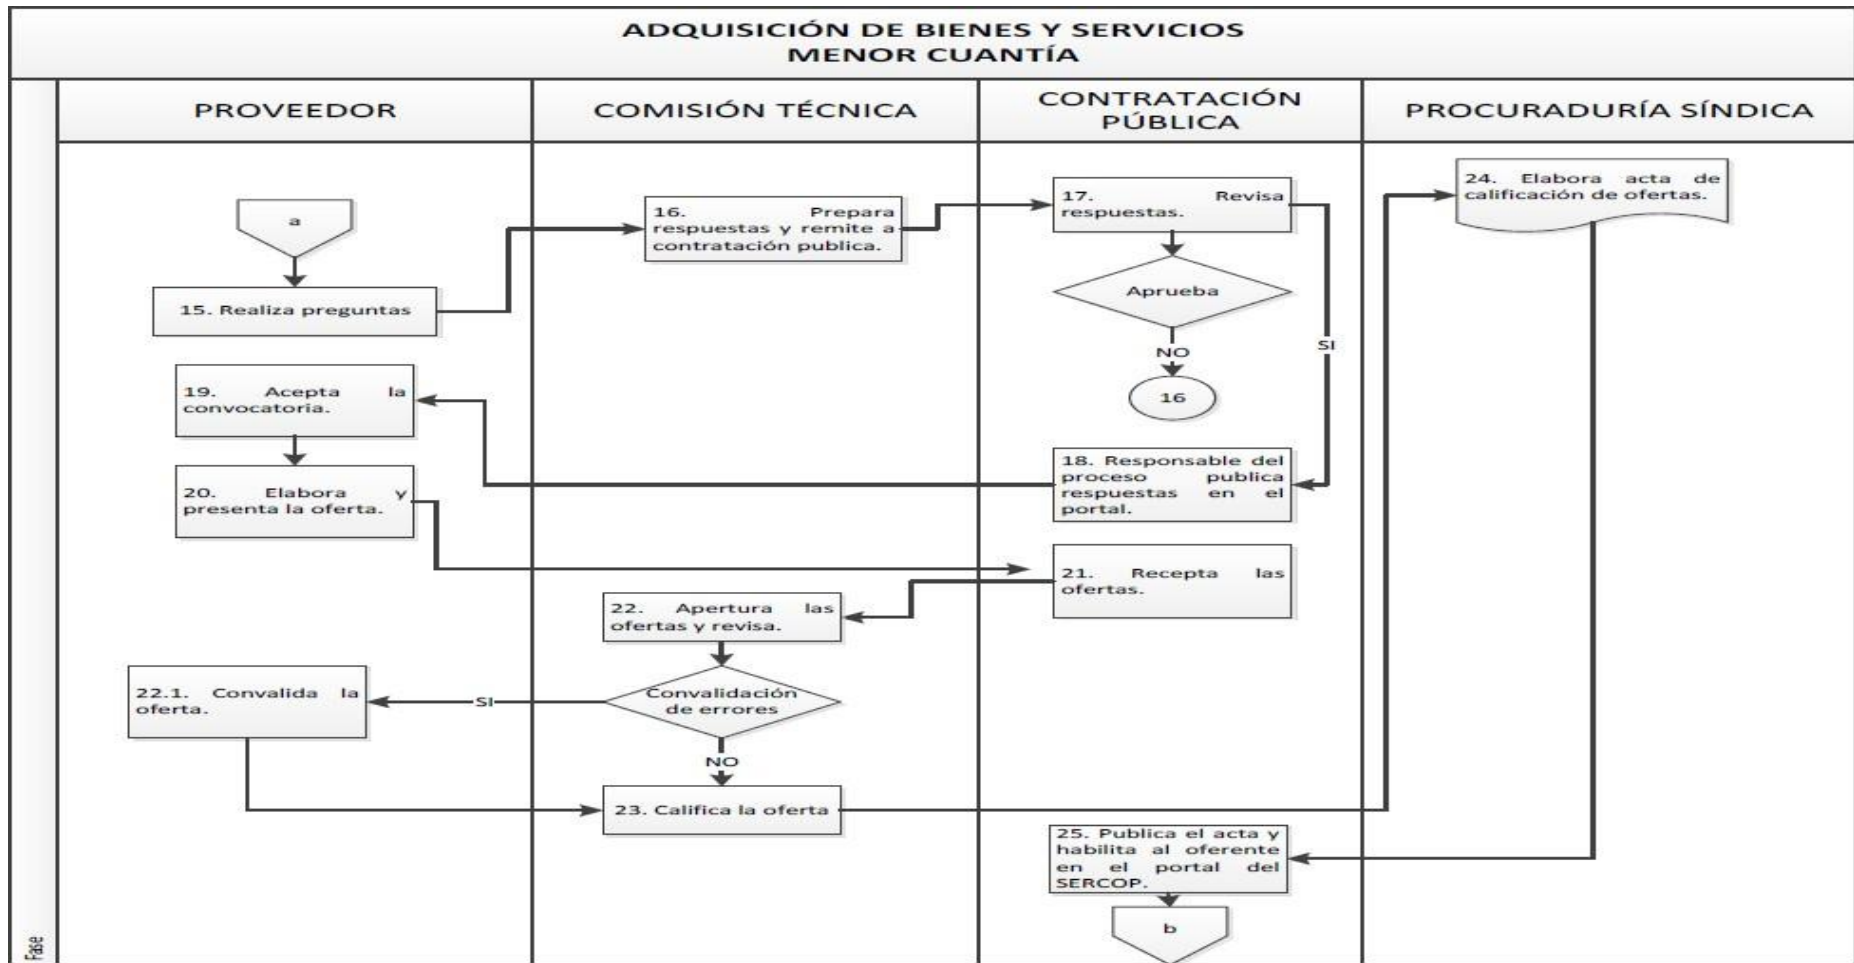 ADQUISICIÓN DE BIENES Y SERVICIOS
MENOR CUANTÍA
PROVEEDOR
COMISIÓN TÉCNICA
CONTRATACIÓN
PÚBLICA
PROCURADURÍA SÍNDICA
a
15. Realiza preguntas
16. Prepara
respuestas y remite a
contratación publica.
17. Revisa
respuestas.
Aprueba
NO
16
SI
18. Responsable del
proceso publica
respuestas en el
portal.
19. Acepta la
convocatoria.
20. Elabora y
presenta la oferta.
21. Recepta las
ofertas.
22. Apertura las
ofertas y revisa.
Convalidación
de errores
SI
22.1. Convalida la
oferta.
NO
23. Califica la oferta
24. Elabora acta de
calificación de ofertas.
25. Publica el acta y
habilita al oferente
en el portal del
SERCOP.
b
Fase